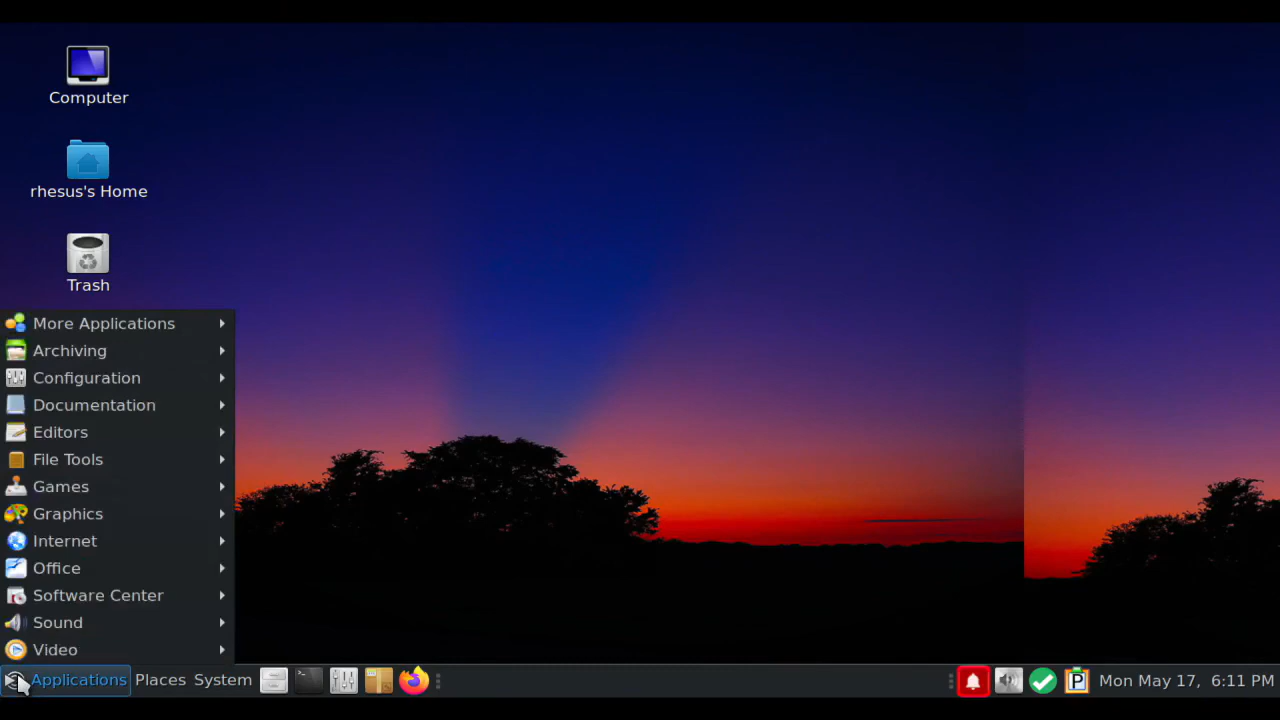 Computer
rhesus's Home
Trash
More Applications
Archiving
Configuration
Documentation
Editors
File Tools
Games
Graphics
Internet
Office
Software Center
Sound
Video
Applications Places System Mon May 17, 6:11 PM